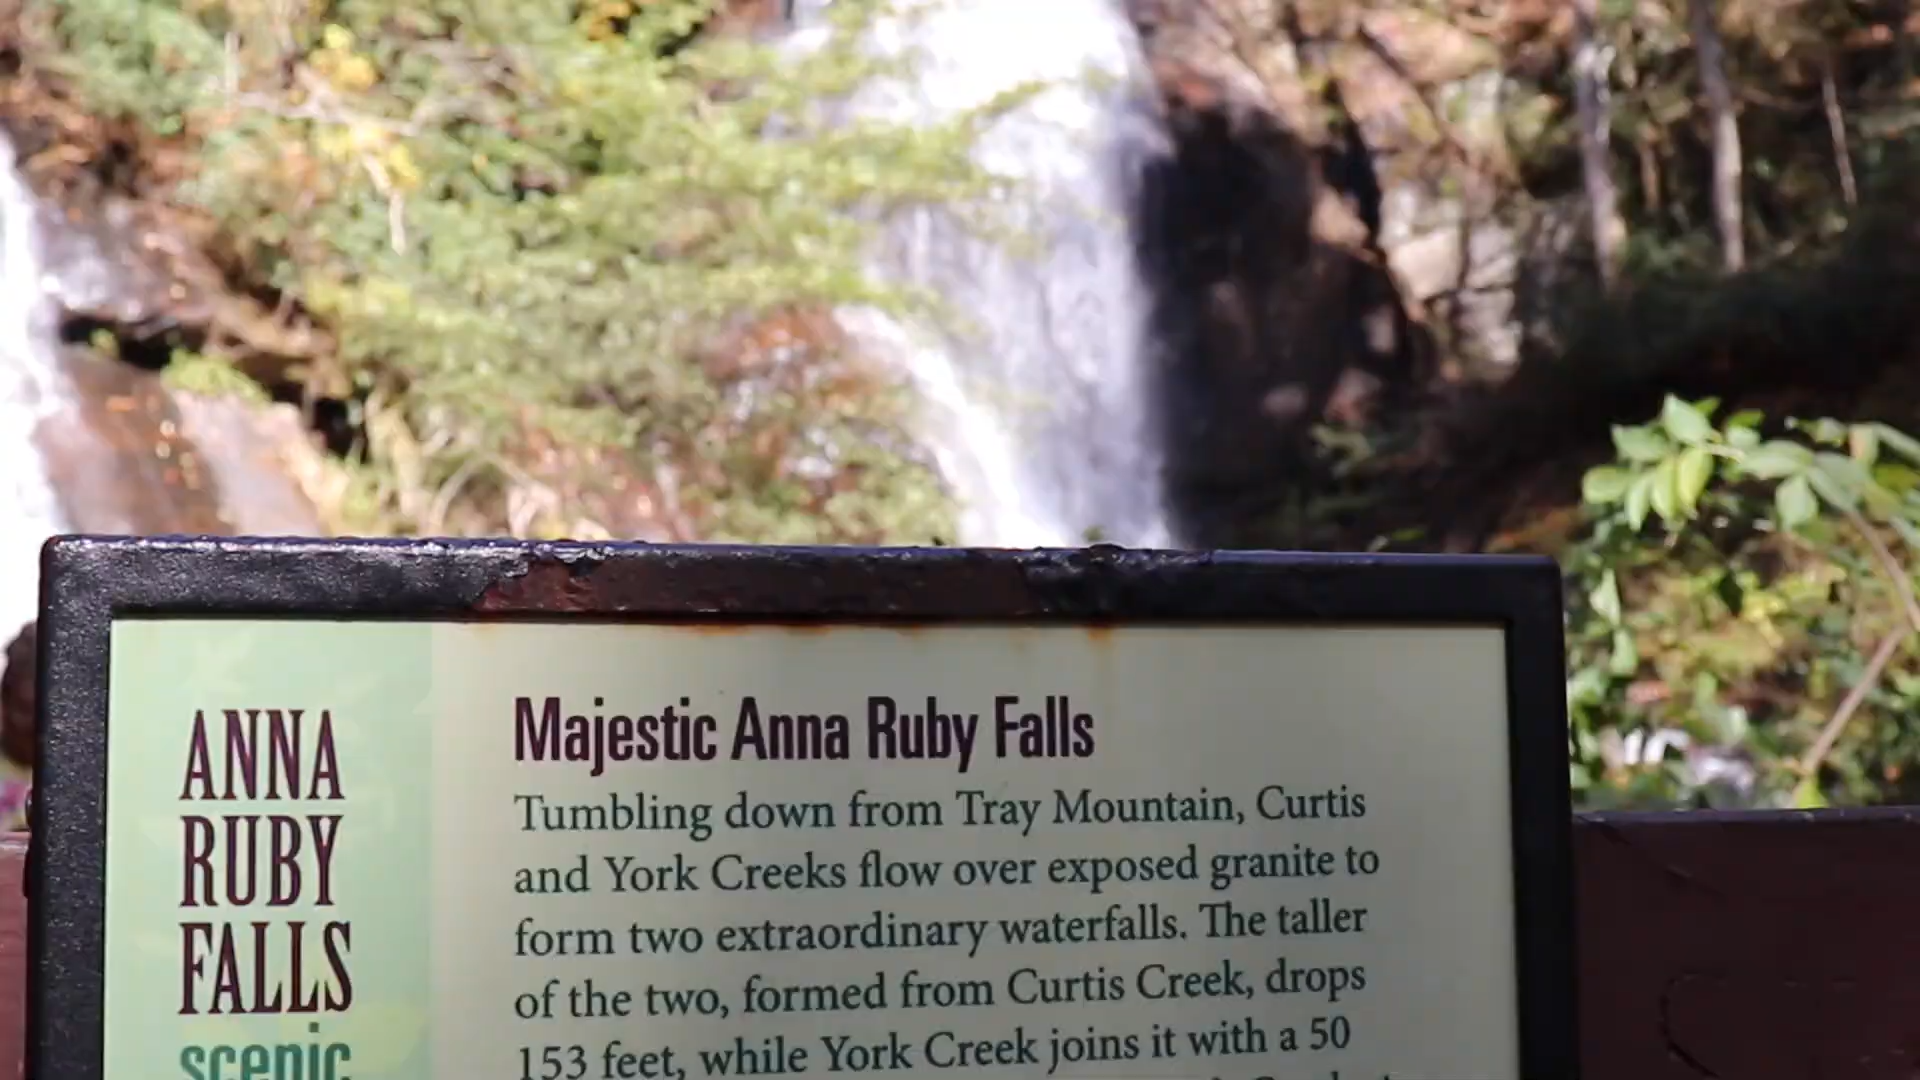 ANNA
RUBY
FALLS
scenic
Majestic Anna Ruby Falls
Tumbling down from Tray Mountain, Curtis
and York Creeks flow over exposed granite to
form two extraordinary waterfalls. The taller
of the two, formed from Curtis Creek, drops
153 feet, while York Creek joins it with a 50